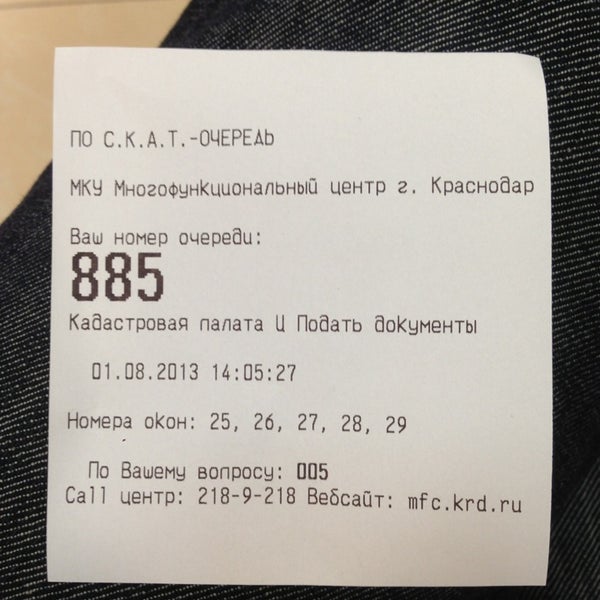 ПО С.К.А.Т.-ОЧЕРЕДЬ
МКУ Многофункциональный центр г. Краснодар
Ваш номер очереди:
885
Кадастровая палата Ц Подать документы
01.08.2013 14:05:27
Номера окон: 25, 26, 27, 28, 29
По Вашему вопросу: 005
Call центр: 218-9-218 Вебсайт: mfc.krd.ru